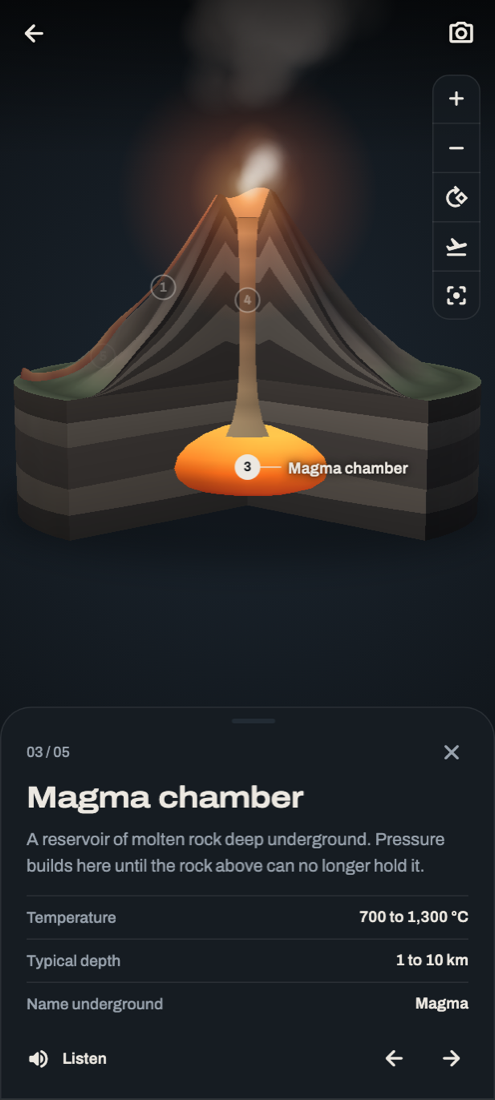 1
4
3
Magma chamber
03 / 05
Magma chamber
A reservoir of molten rock deep underground. Pressure
builds here until the rock above can no longer hold it.
Temperature 700 to 1,300 °C
Typical depth 1 to 10 km
Name underground Magma
Listen